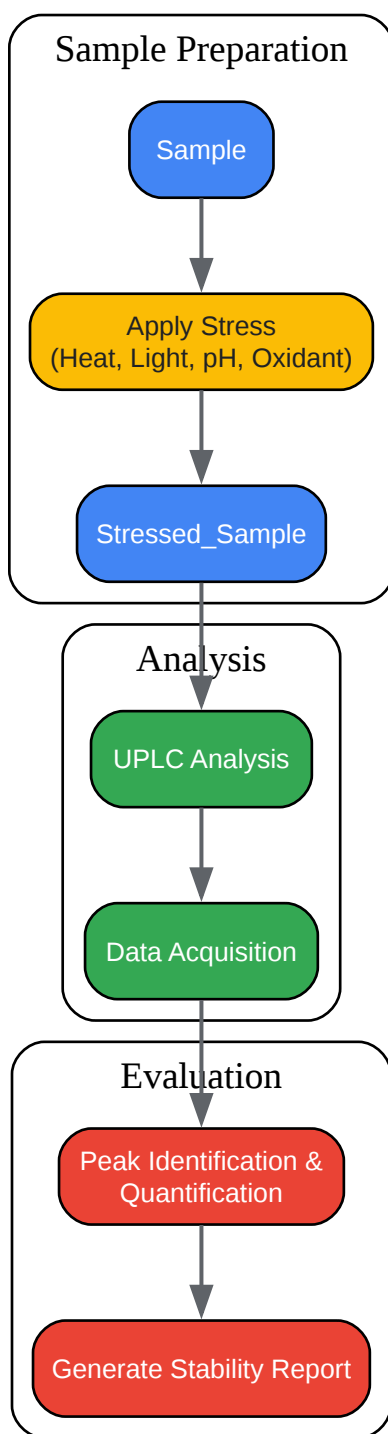 Sample Preparation
Sample
Apply Stress
(Heat, Light, pH, Oxidant)
Stressed_Sample
Analysis
UPLC Analysis
Data Acquisition
Evaluation
Peak Identification &
Quantification
Generate Stability Report